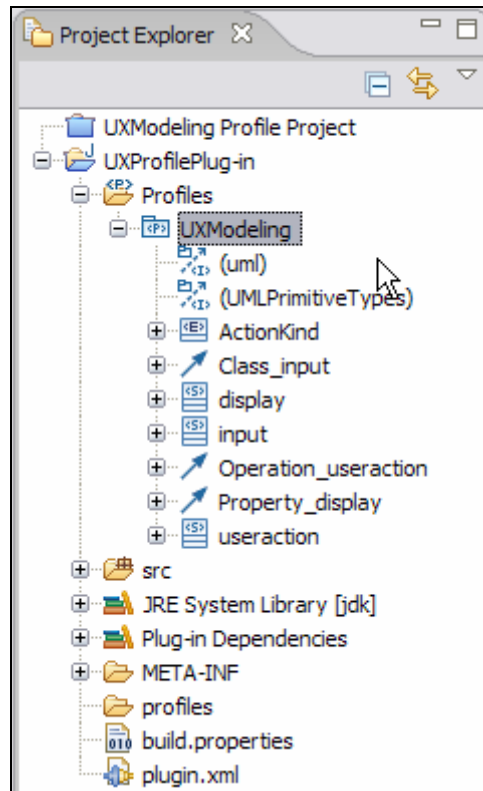 Project Explorer
UXModeling Profile Project
UXProfilePlug-in
Profiles
UXModeling
(uml)
(UMLPrimitiveTypes)
ActionKind
Class_input
display
input
Operation_useraction
Property_display
useraction
src
JRE System Library [jdk]
Plug-in Dependencies
META-INF
profiles
build.properties
plugin.xml